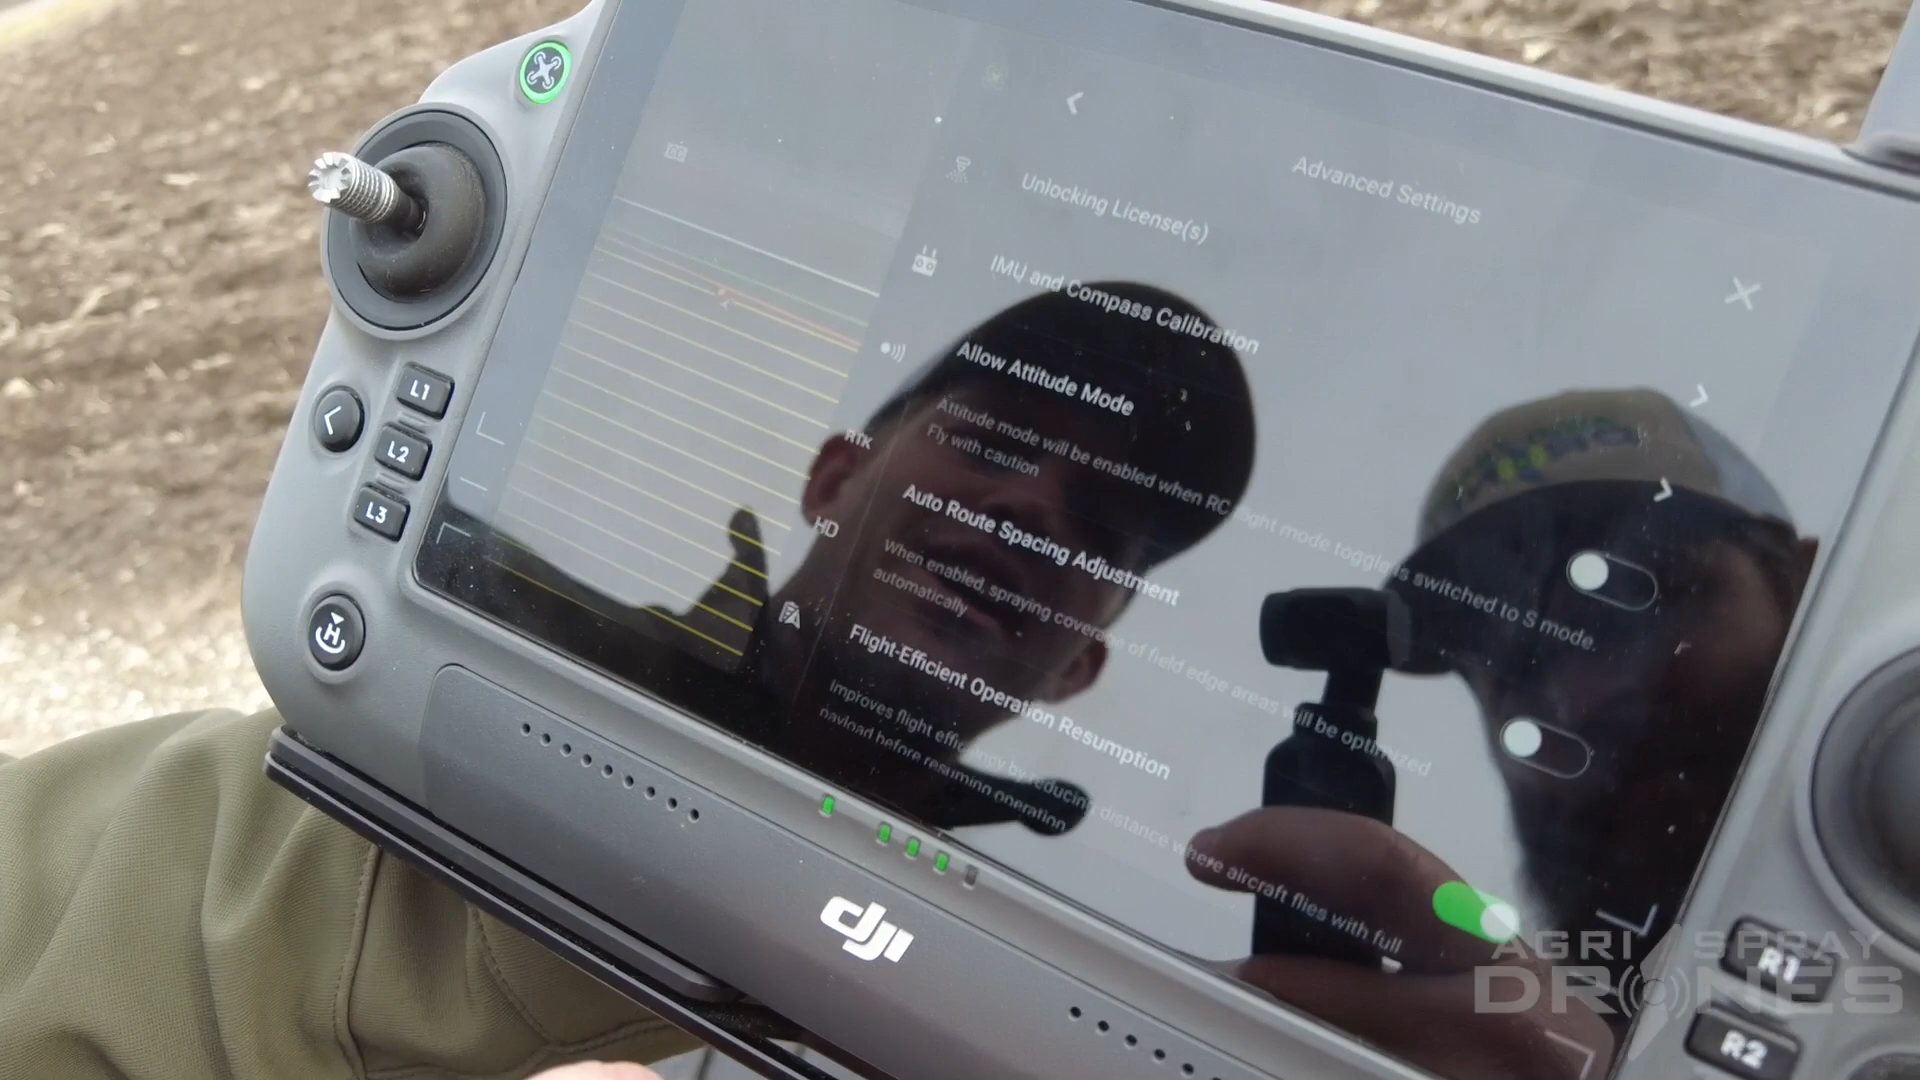 Advanced Settings
Unlocking License(s)
IMU and Compass Calibration
Allow Attitude Mode
Attitude mode will be enabled when RC flight mode toggle is switched to S mode.
Fly with caution
Auto Route Spacing Adjustment
When enabled, spraying coverage of field edge areas will be optimized
automatically
Flight-Efficient Operation Resumption
Improves flight efficiency by reducing distance where aircraft flies with full
payload before resuming operation
RTK
HD
L1
L2
L3
H
dji
R1
R2
AGRI SPRAY
DRONES